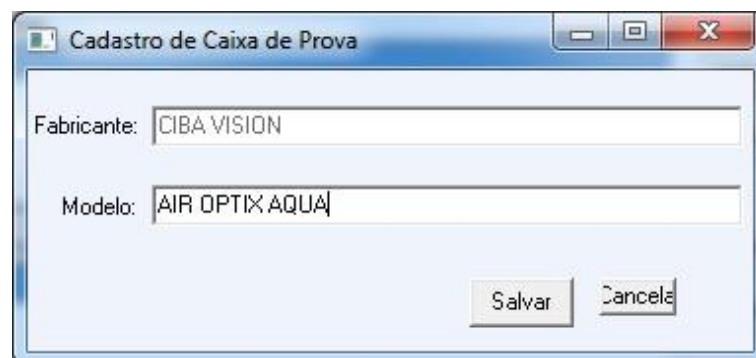 Cadastro de Caixa de Prova
Fabricante: CIBA VISION
Modelo: AIR OPTIX AQUA
Salvar Cancela